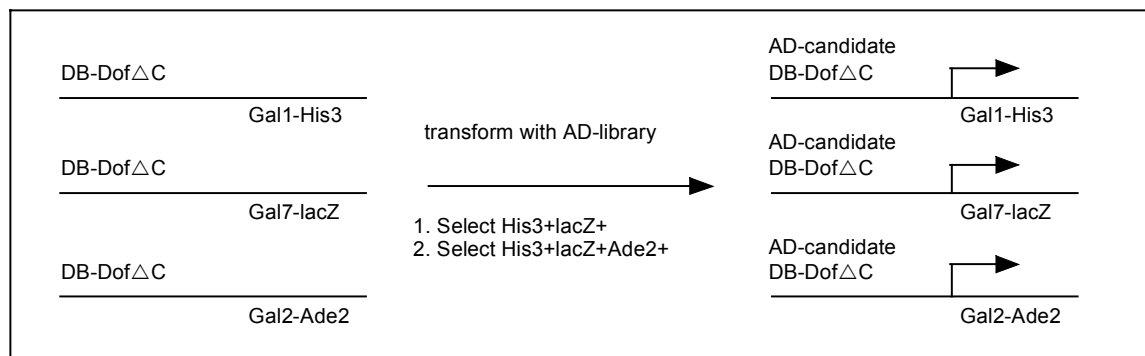 DB-Dof△C
Gal1-His3
DB-Dof△C
Gal7-lacZ
DB-Dof△C
Gal2-Ade2
transform with AD-library
1. Select His3+lacZ+
2. Select His3+lacZ+Ade2+
AD-candidate
DB-Dof△C
Gal1-His3
AD-candidate
DB-Dof△C
Gal7-lacZ
AD-candidate
DB-Dof△C
Gal2-Ade2